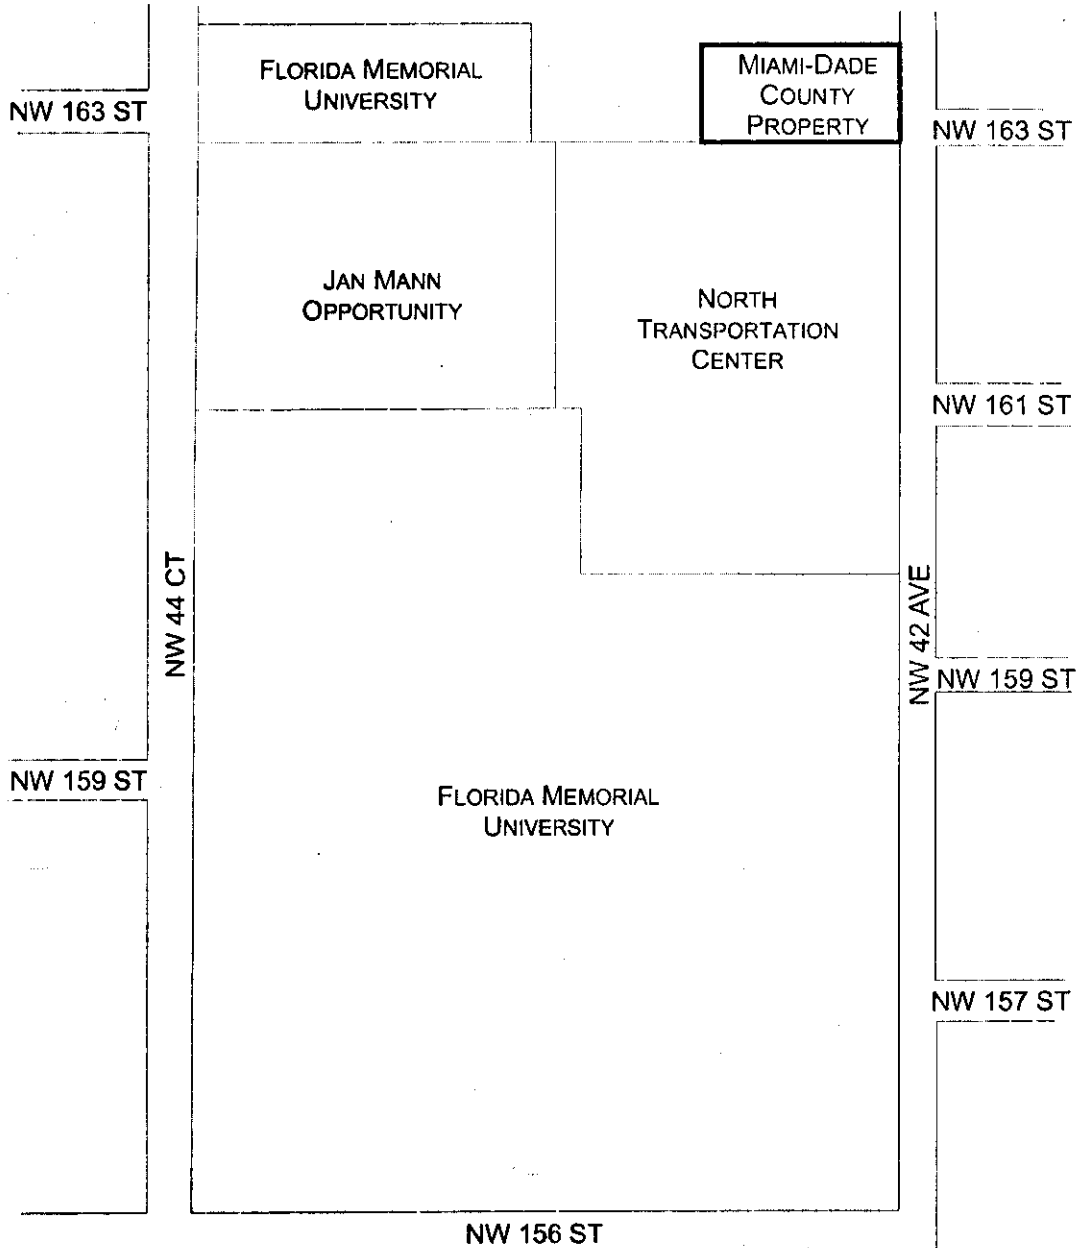 FLORIDA MEMORIAL
UNIVERSITY
MIAMI-DADE
COUNTY
PROPERTY
NW 163 ST
NW 163 ST
JAN MANN
OPPORTUNITY
NORTH
TRANSPORTATION
CENTER
NW 161 ST
NW 44 CT
NW 42 AVE
NW 159 ST
NW 159 ST
FLORIDA MEMORIAL
UNIVERSITY
NW 157 ST
NW 156 ST